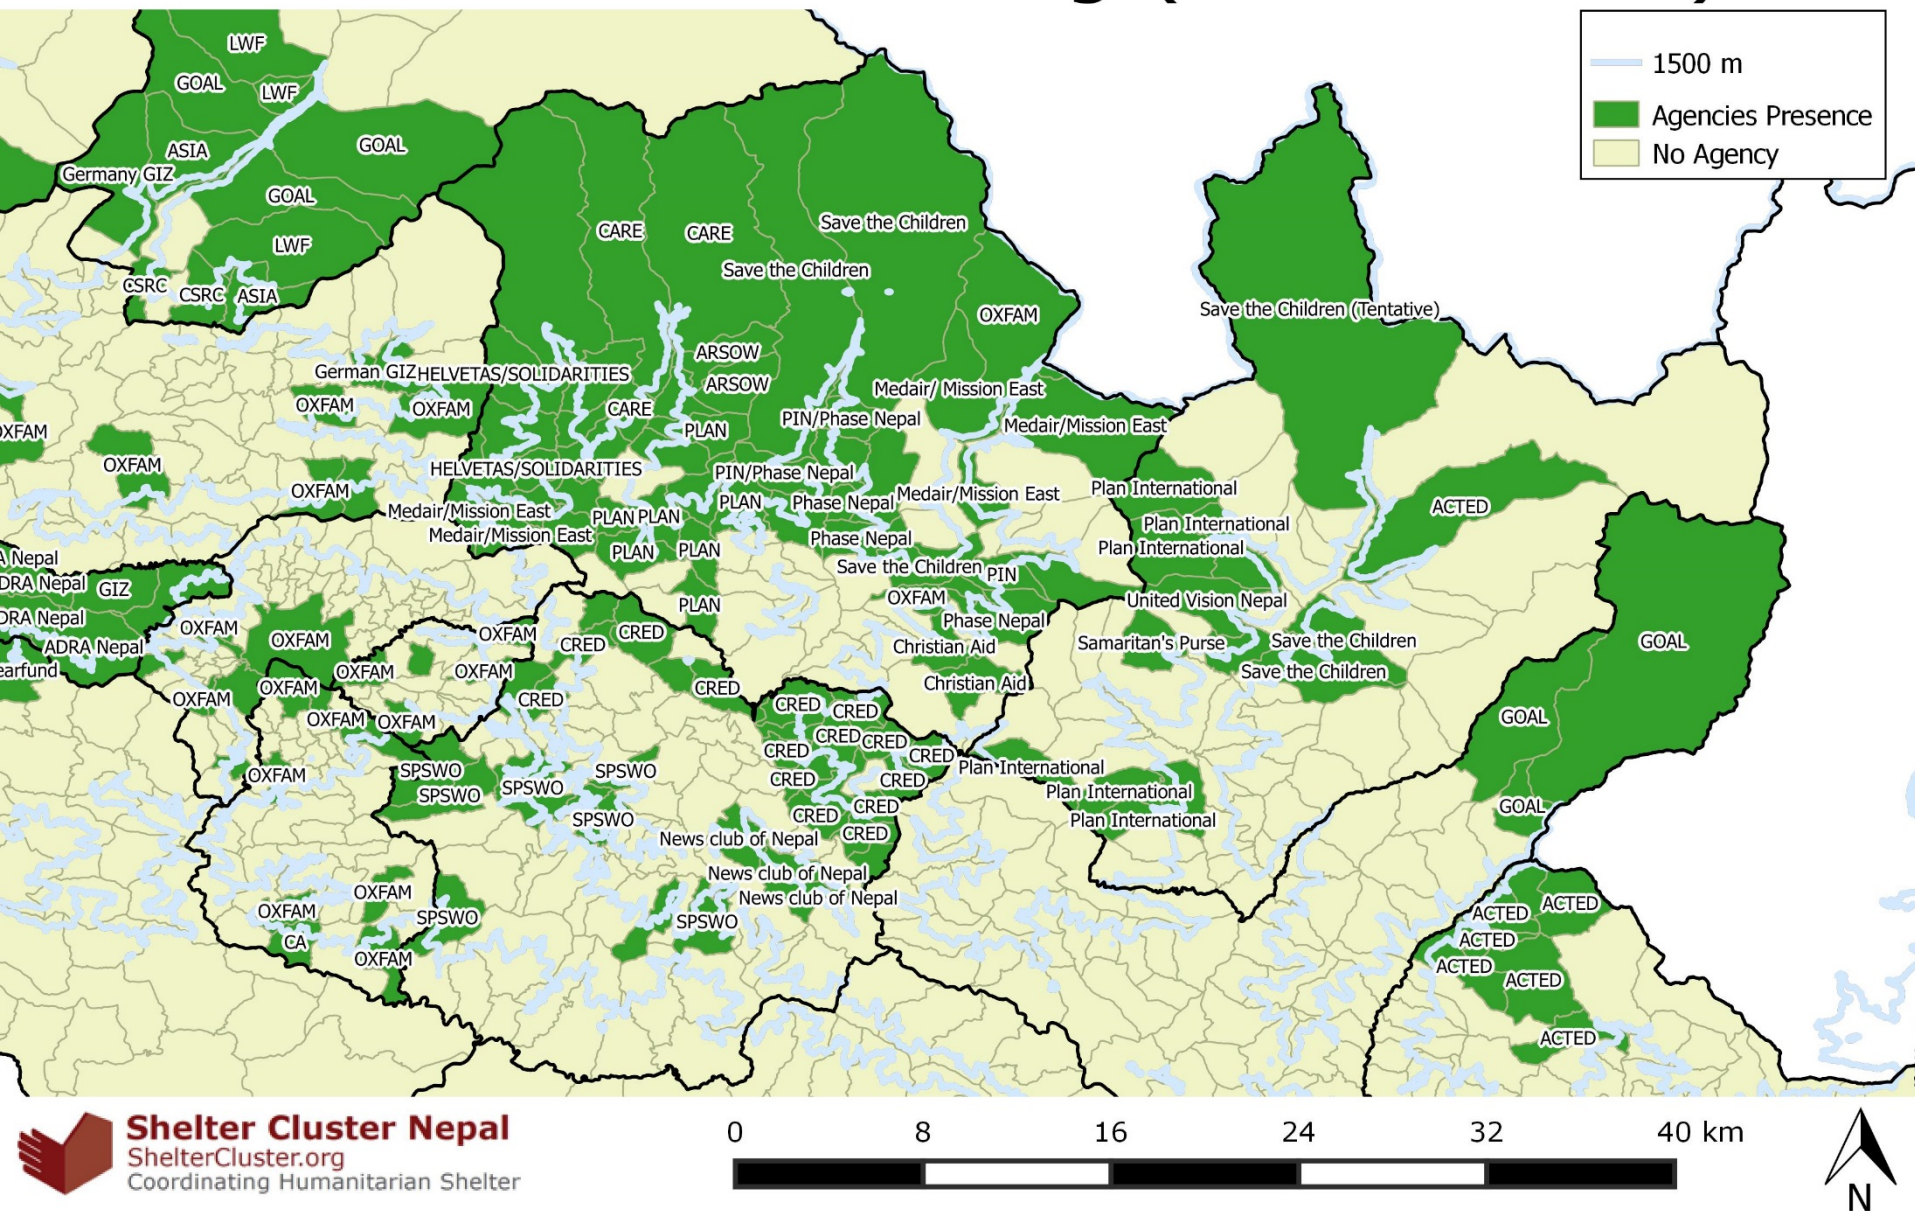 1500 m
Agencies Presence
No Agency
LWF
GOAL
LWF
GOAL
ASIA
Germany GIZ
GOAL
LWF
CSRC
CSRC
ASIA
CARE
CARE
Save the Children
Save the Children
OXFAM
Save the Children (Tentative)
ARSOW
ARSOW
German GIZ
HELVETAS/SOLIDARITIES
OXFAM
OXFAM
CARE
Medair/ Mission East
PIN/Phase Nepal
Medair/Mission East
PLAN
OXFAM
OXFAM
HELVETAS/SOLIDARITIES
PIN/Phase Nepal
OXFAM
Medair/Mission East
Medair/Mission East
PLAN
PLAN
PLAN
Phase Nepal
Medair/Mission East
Plan International
ACTED
Plan International
Plan International
PLAN
PLAN
Phase Nepal
Save the Children
PIN
A Nepal
DRA Nepal
GIZ
DRA Nepal
ADRA Nepal
earfund
OXFAM
OXFAM
OXFAM
CRED
CRED
PLAN
OXFAM
Phase Nepal
United Vision Nepal
Christian Aid
Samaritan's Purse
Save the Children
Save the Children
GOAL
OXFAM
OXFAM
OXFAM
OXFAM
CRED
CRED
Christian Aid
OXFAM
OXFAM
CRED
CRED
CRED
CRED
CRED
CRED
GOAL
OXFAM
SPSWO
SPSWO
SPSWO
SPSWO
SPSWO
CRED
CRED
CRED
CRED
CRED
Plan International
Plan International
Plan International
GOAL
News club of Nepal
News club of Nepal
News club of Nepal
OXFAM
OXFAM
SPSWO
SPSWO
CA
OXFAM
ACTED
ACTED
ACTED
ACTED
ACTED
ACTED
Shelter Cluster Nepal
ShelterCluster.org
Coordinating Humanitarian Shelter
0 8 16 24 32 40 km
N